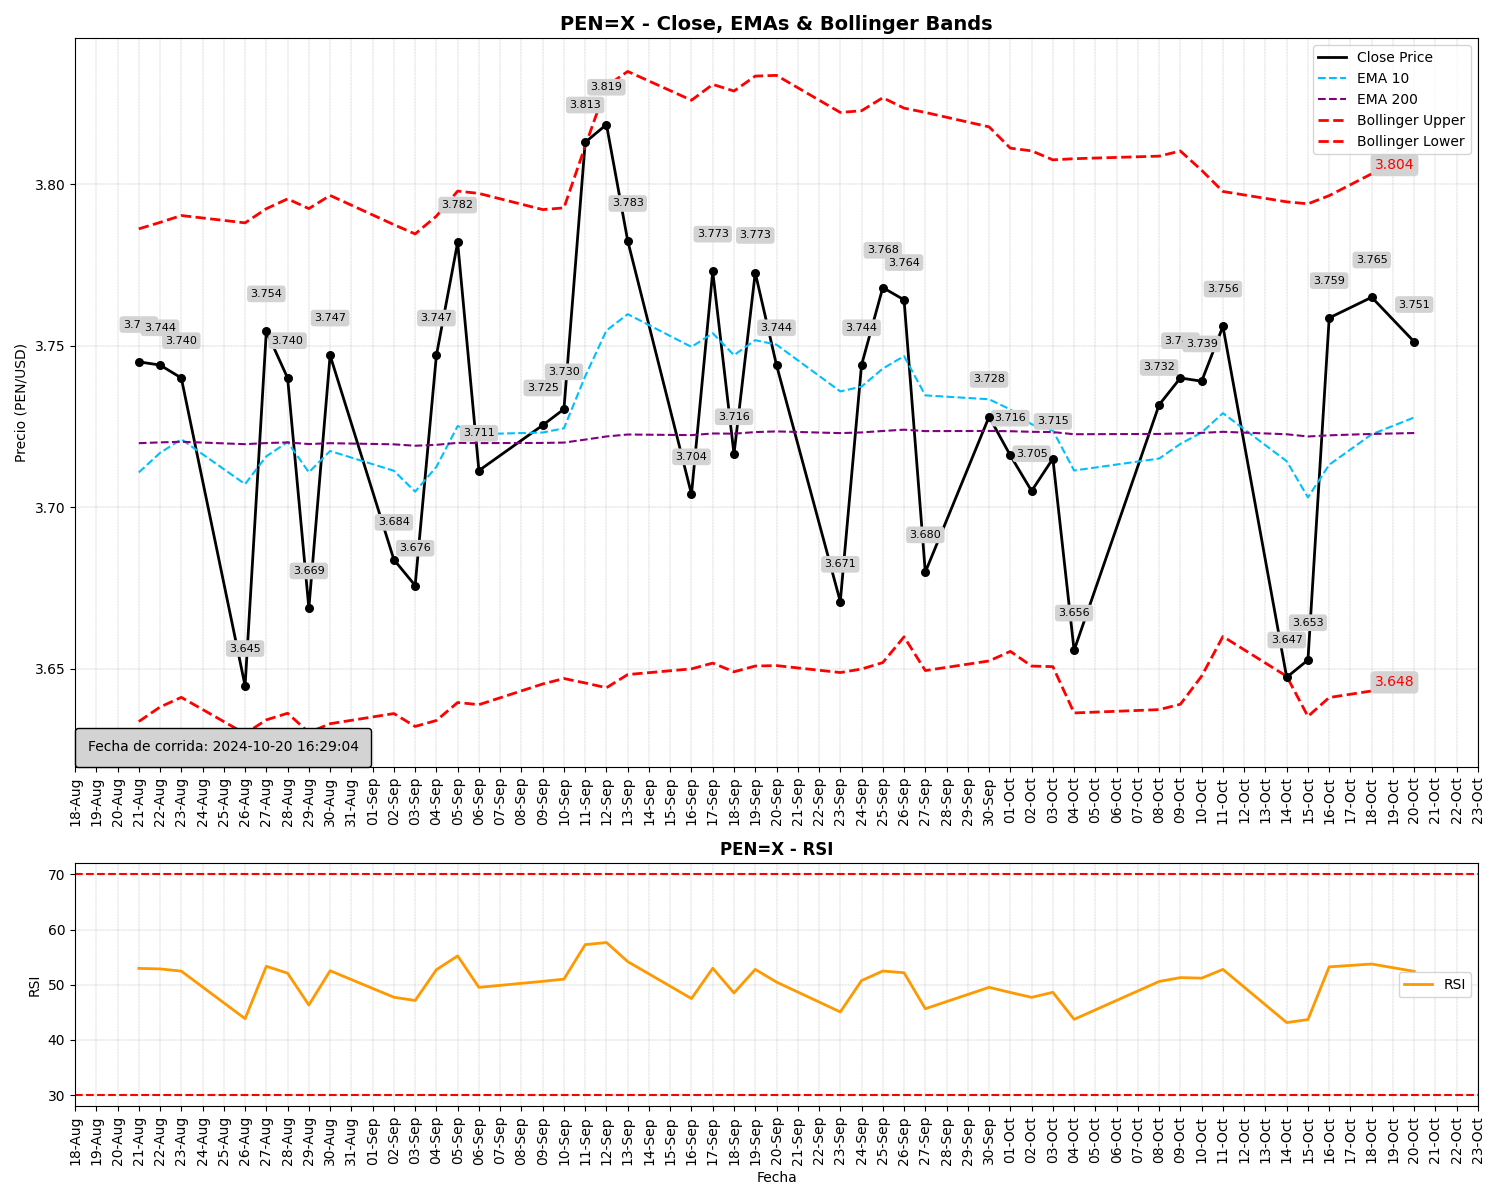 PEN=X - Close, EMAs & Bollinger Bands
Close Price
EMA 10
EMA 200
Bollinger Upper
Bollinger Lower
Precio (PEN/USD)
3.80
3.75
3.70
3.65
3.744
3.740
3.645
3.754
3.740
3.669
3.747
3.684
3.676
3.747
3.782
3.711
3.725
3.730
3.813
3.819
3.783
3.704
3.773
3.716
3.773
3.744
3.671
3.744
3.768
3.764
3.680
3.728
3.716
3.705
3.715
3.656
3.732
3.739
3.756
3.647
3.653
3.759
3.765
3.751
3.804
3.648
Fecha de corrida: 2024-10-20 16:29:04
18-Aug
19-Aug
20-Aug
21-Aug
22-Aug
23-Aug
24-Aug
25-Aug
26-Aug
27-Aug
28-Aug
29-Aug
30-Aug
31-Aug
01-Sep
02-Sep
03-Sep
04-Sep
05-Sep
06-Sep
07-Sep
08-Sep
09-Sep
10-Sep
11-Sep
12-Sep
13-Sep
14-Sep
15-Sep
16-Sep
17-Sep
18-Sep
19-Sep
20-Sep
21-Sep
22-Sep
23-Sep
24-Sep
25-Sep
26-Sep
27-Sep
28-Sep
29-Sep
30-Sep
01-Oct
02-Oct
03-Oct
04-Oct
05-Oct
06-Oct
07-Oct
08-Oct
09-Oct
10-Oct
11-Oct
12-Oct
13-Oct
14-Oct
15-Oct
16-Oct
17-Oct
18-Oct
19-Oct
20-Oct
21-Oct
22-Oct
23-Oct
PEN=X - RSI
RSI
70
60
50
40
30
RSI
18-Aug
19-Aug
20-Aug
21-Aug
22-Aug
23-Aug
24-Aug
25-Aug
26-Aug
27-Aug
28-Aug
29-Aug
30-Aug
31-Aug
01-Sep
02-Sep
03-Sep
04-Sep
05-Sep
06-Sep
07-Sep
08-Sep
09-Sep
10-Sep
11-Sep
12-Sep
13-Sep
14-Sep
15-Sep
16-Sep
17-Sep
18-Sep
19-Sep
20-Sep
21-Sep
22-Sep
23-Sep
24-Sep
25-Sep
26-Sep
27-Sep
28-Sep
29-Sep
30-Sep
01-Oct
02-Oct
03-Oct
04-Oct
05-Oct
06-Oct
07-Oct
08-Oct
09-Oct
10-Oct
11-Oct
12-Oct
13-Oct
14-Oct
15-Oct
16-Oct
17-Oct
18-Oct
19-Oct
20-Oct
21-Oct
22-Oct
23-Oct
Fecha